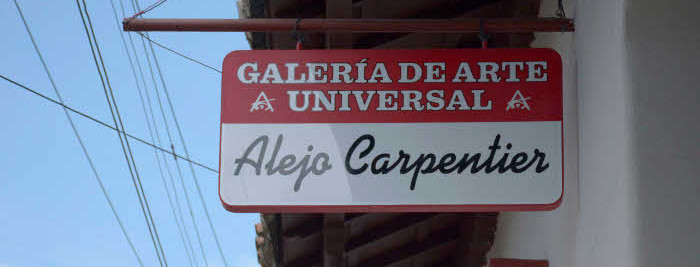 GALERÍA DE ARTE
UNIVERSAL
Alejo Carpentier